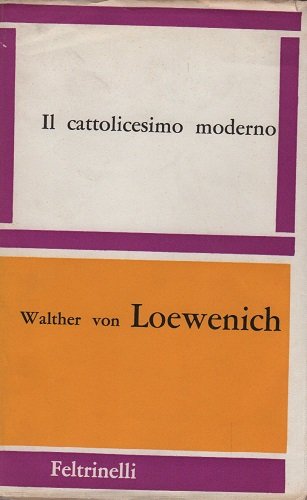 Il cattolicesimo moderno
Walther von Loewenich
Feltrinelli